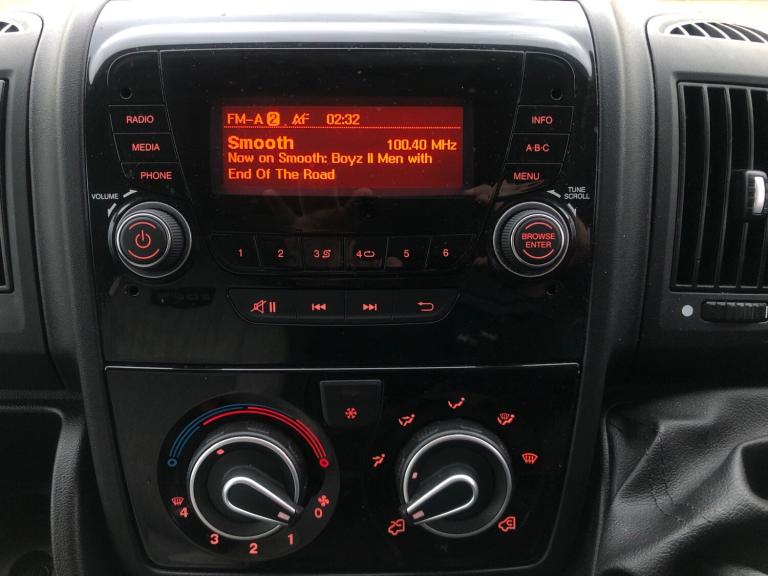 FM-A 2 AF 02:32
Smooth 100.40 MHz
Now on Smooth: Boyz II Men with
End Of The Road
RADIO
MEDIA
PHONE
INFO
A·B·C
MENU
VOLUME
TUNE
SCROLL
BROWSE
ENTER
1 2 3 4 5 6
4 3 2 1 0